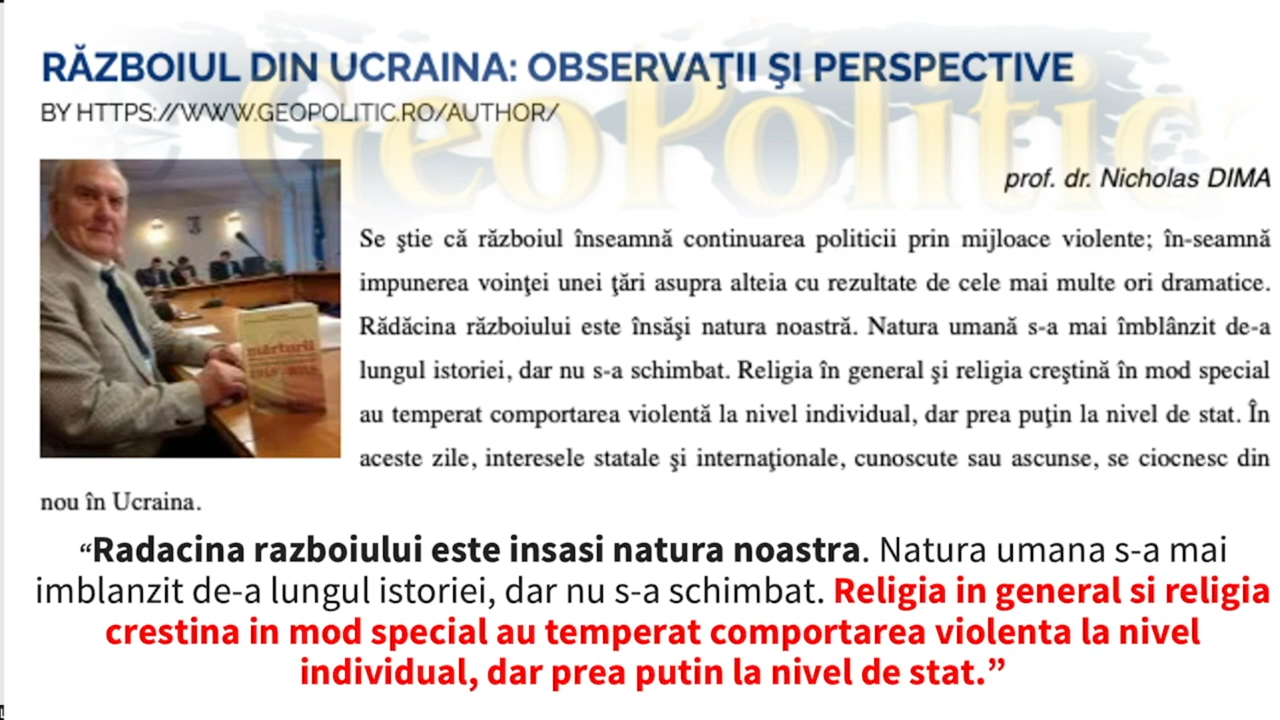 RĂZBOIUL DIN UCRAINA: OBSERVAŢII ŞI PERSPECTIVE
BY HTTPS://WWW.GEOPOLITIC.RO/AUTHOR/
GeoPolitic
prof. dr. Nicholas DIMA
Se ştie că războiul înseamnă continuarea politicii prin mijloace violente; în-seamnă
impunerea voinţei unei ţări asupra alteia cu rezultate de cele mai multe ori dramatice.
Rădăcina războiului este însăşi natura noastră. Natura umană s-a mai îmblânzit de-a
lungul istoriei, dar nu s-a schimbat. Religia în general şi religia creştină în mod special
au temperat comportarea violentă la nivel individual, dar prea puţin la nivel de stat. În
aceste zile, interesele statale şi internaţionale, cunoscute sau ascunse, se ciocnesc din
nou în Ucraina.
mărturii
“Radacina razboiului este insasi natura noastra. Natura umana s-a mai
imblanzit de-a lungul istoriei, dar nu s-a schimbat. Religia in general si religia
crestina in mod special au temperat comportarea violenta la nivel
individual, dar prea putin la nivel de stat.”